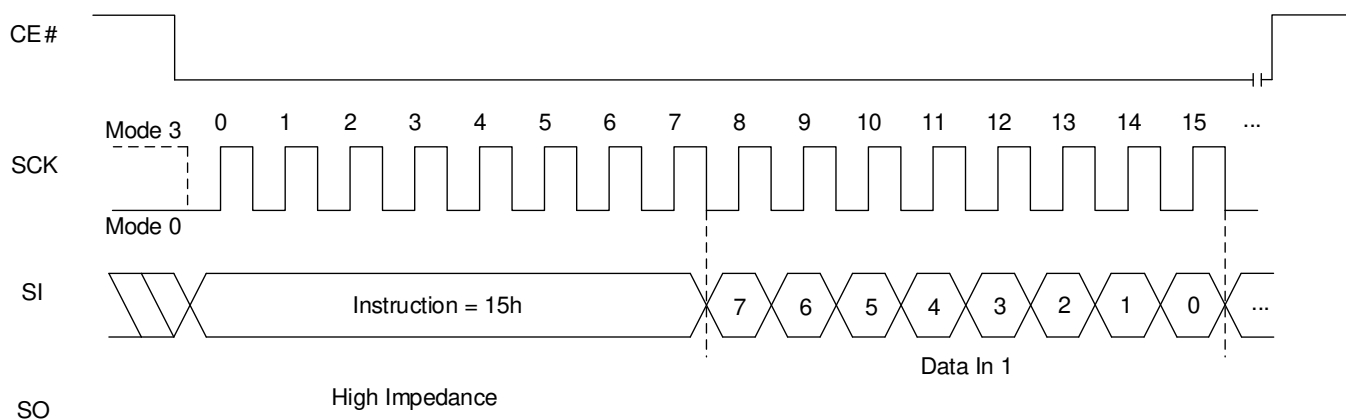 CE#
Mode 3 0 1 2 3 4 5 6 7 8 9 10 11 12 13 14 15 ...
SCK
Mode 0
SI Instruction = 15h 7 6 5 4 3 2 1 0 ...
Data In 1
High Impedance
SO